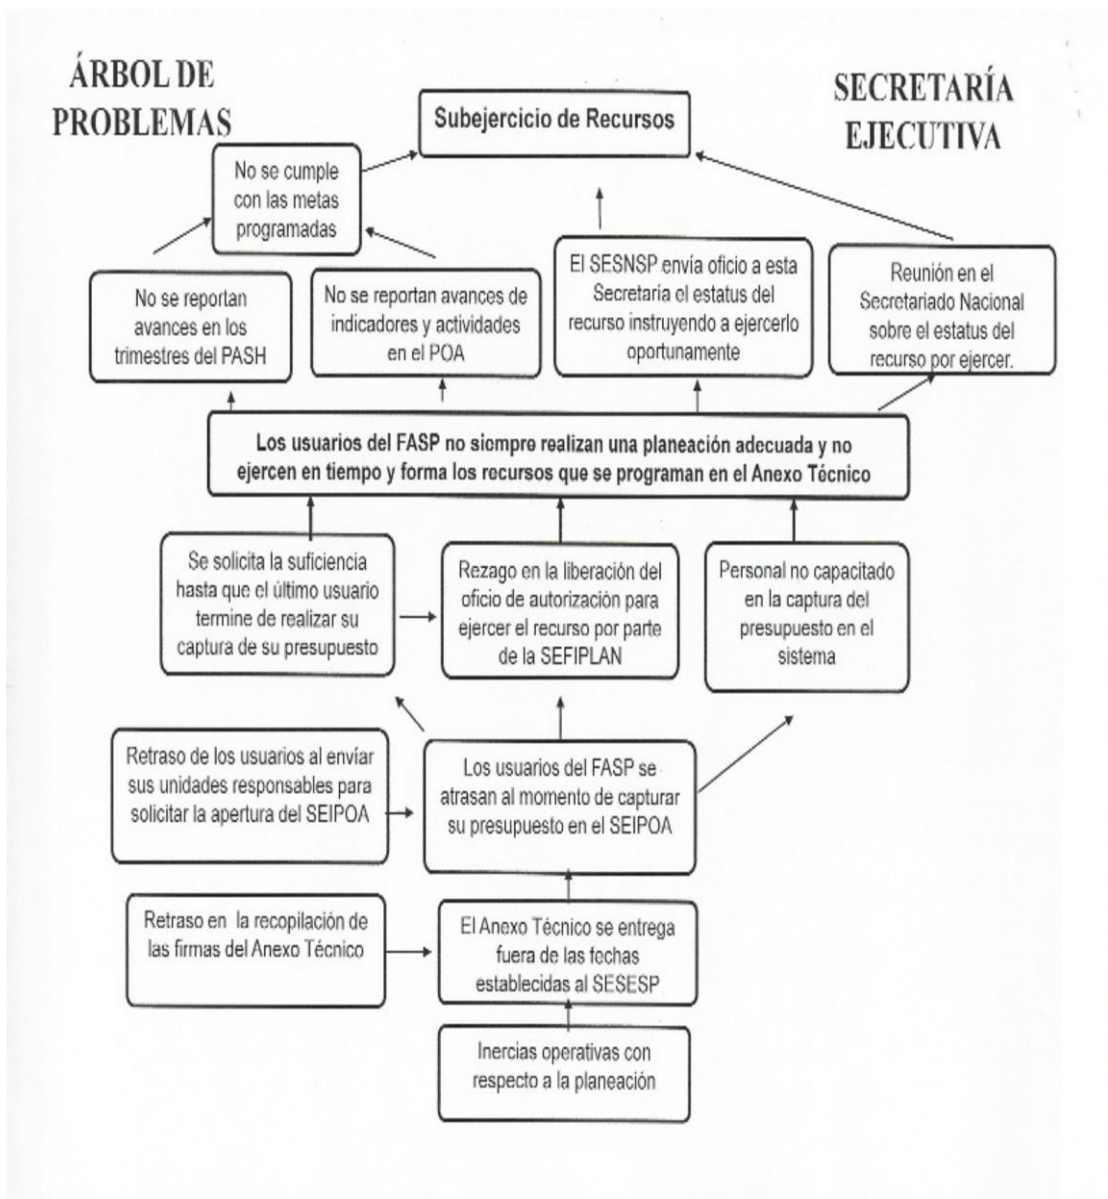 ÁRBOL DE
PROBLEMAS
SECRETARÍA
EJECUTIVA
Subejercicio de Recursos
No se cumple
con las metas
programadas
No se reportan
avances en los
trimestres del PASH
No se reportan avances de
indicadores y actividades
en el POA
El SESNSP envía oficio a esta
Secretaría el estatus del
recurso instruyendo a ejercerlo
oportunamente
Reunión en el
Secretariado Nacional
sobre el estatus del
recurso por ejercer.
Los usuarios del FASP no siempre realizan una planeación adecuada y no
ejercen en tiempo y forma los recursos que se programan en el Anexo Técnico
Se solicita la suficiencia
hasta que el último usuario
termine de realizar su
captura de su presupuesto
Rezago en la liberación del
oficio de autorización para
ejercer el recurso por parte
de la SEFIPLAN
Personal no capacitado
en la captura del
presupuesto en el
sistema
Retraso de los usuarios al envíar
sus unidades responsables para
solicitar la apertura del SEIPOA
Los usuarios del FASP se
atrasan al momento de capturar
su presupuesto en el SEIPOA
Retraso en la recopilación de
las firmas del Anexo Técnico
El Anexo Técnico se entrega
fuera de las fechas
establecidas al SESESP
Inercias operativas con
respecto a la planeación